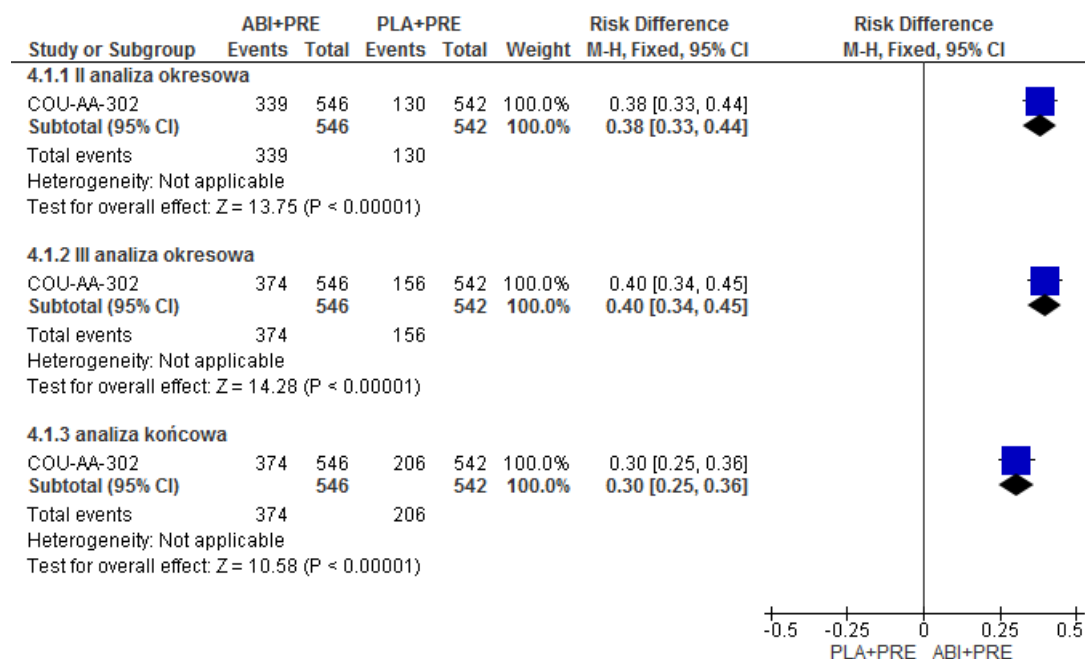 ABI+PRE PLA+PRE Risk Difference Risk Difference
Study or Subgroup Events Total Events Total Weight M-H, Fixed, 95% CI M-H, Fixed, 95% CI
4.1.1 II analiza okresowa
COU-AA-302 339 546 130 542 100.0% 0.38 [0.33, 0.44]
Subtotal (95% CI) 546 542 100.0% 0.38 [0.33, 0.44]
Total events 339 130
Heterogeneity: Not applicable
Test for overall effect: Z = 13.75 (P < 0.00001)
4.1.2 III analiza okresowa
COU-AA-302 374 546 156 542 100.0% 0.40 [0.34, 0.45]
Subtotal (95% CI) 546 542 100.0% 0.40 [0.34, 0.45]
Total events 374 156
Heterogeneity: Not applicable
Test for overall effect: Z = 14.28 (P < 0.00001)
4.1.3 analiza końcowa
COU-AA-302 374 546 206 542 100.0% 0.30 [0.25, 0.36]
Subtotal (95% CI) 546 542 100.0% 0.30 [0.25, 0.36]
Total events 374 206
Heterogeneity: Not applicable
Test for overall effect: Z = 10.58 (P < 0.00001)
-0.5 -0.25 0 0.25 0.5
PLA+PRE ABI+PRE